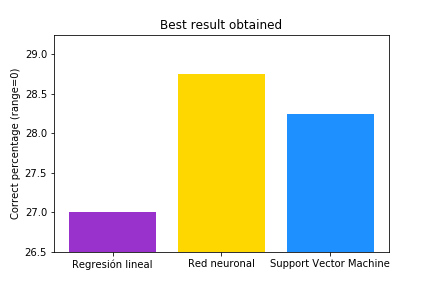 Best result obtained
Correct percentage (range=0)
29.0
28.5
28.0
27.5
27.0
26.5
Regresión lineal Red neuronal Support Vector Machine